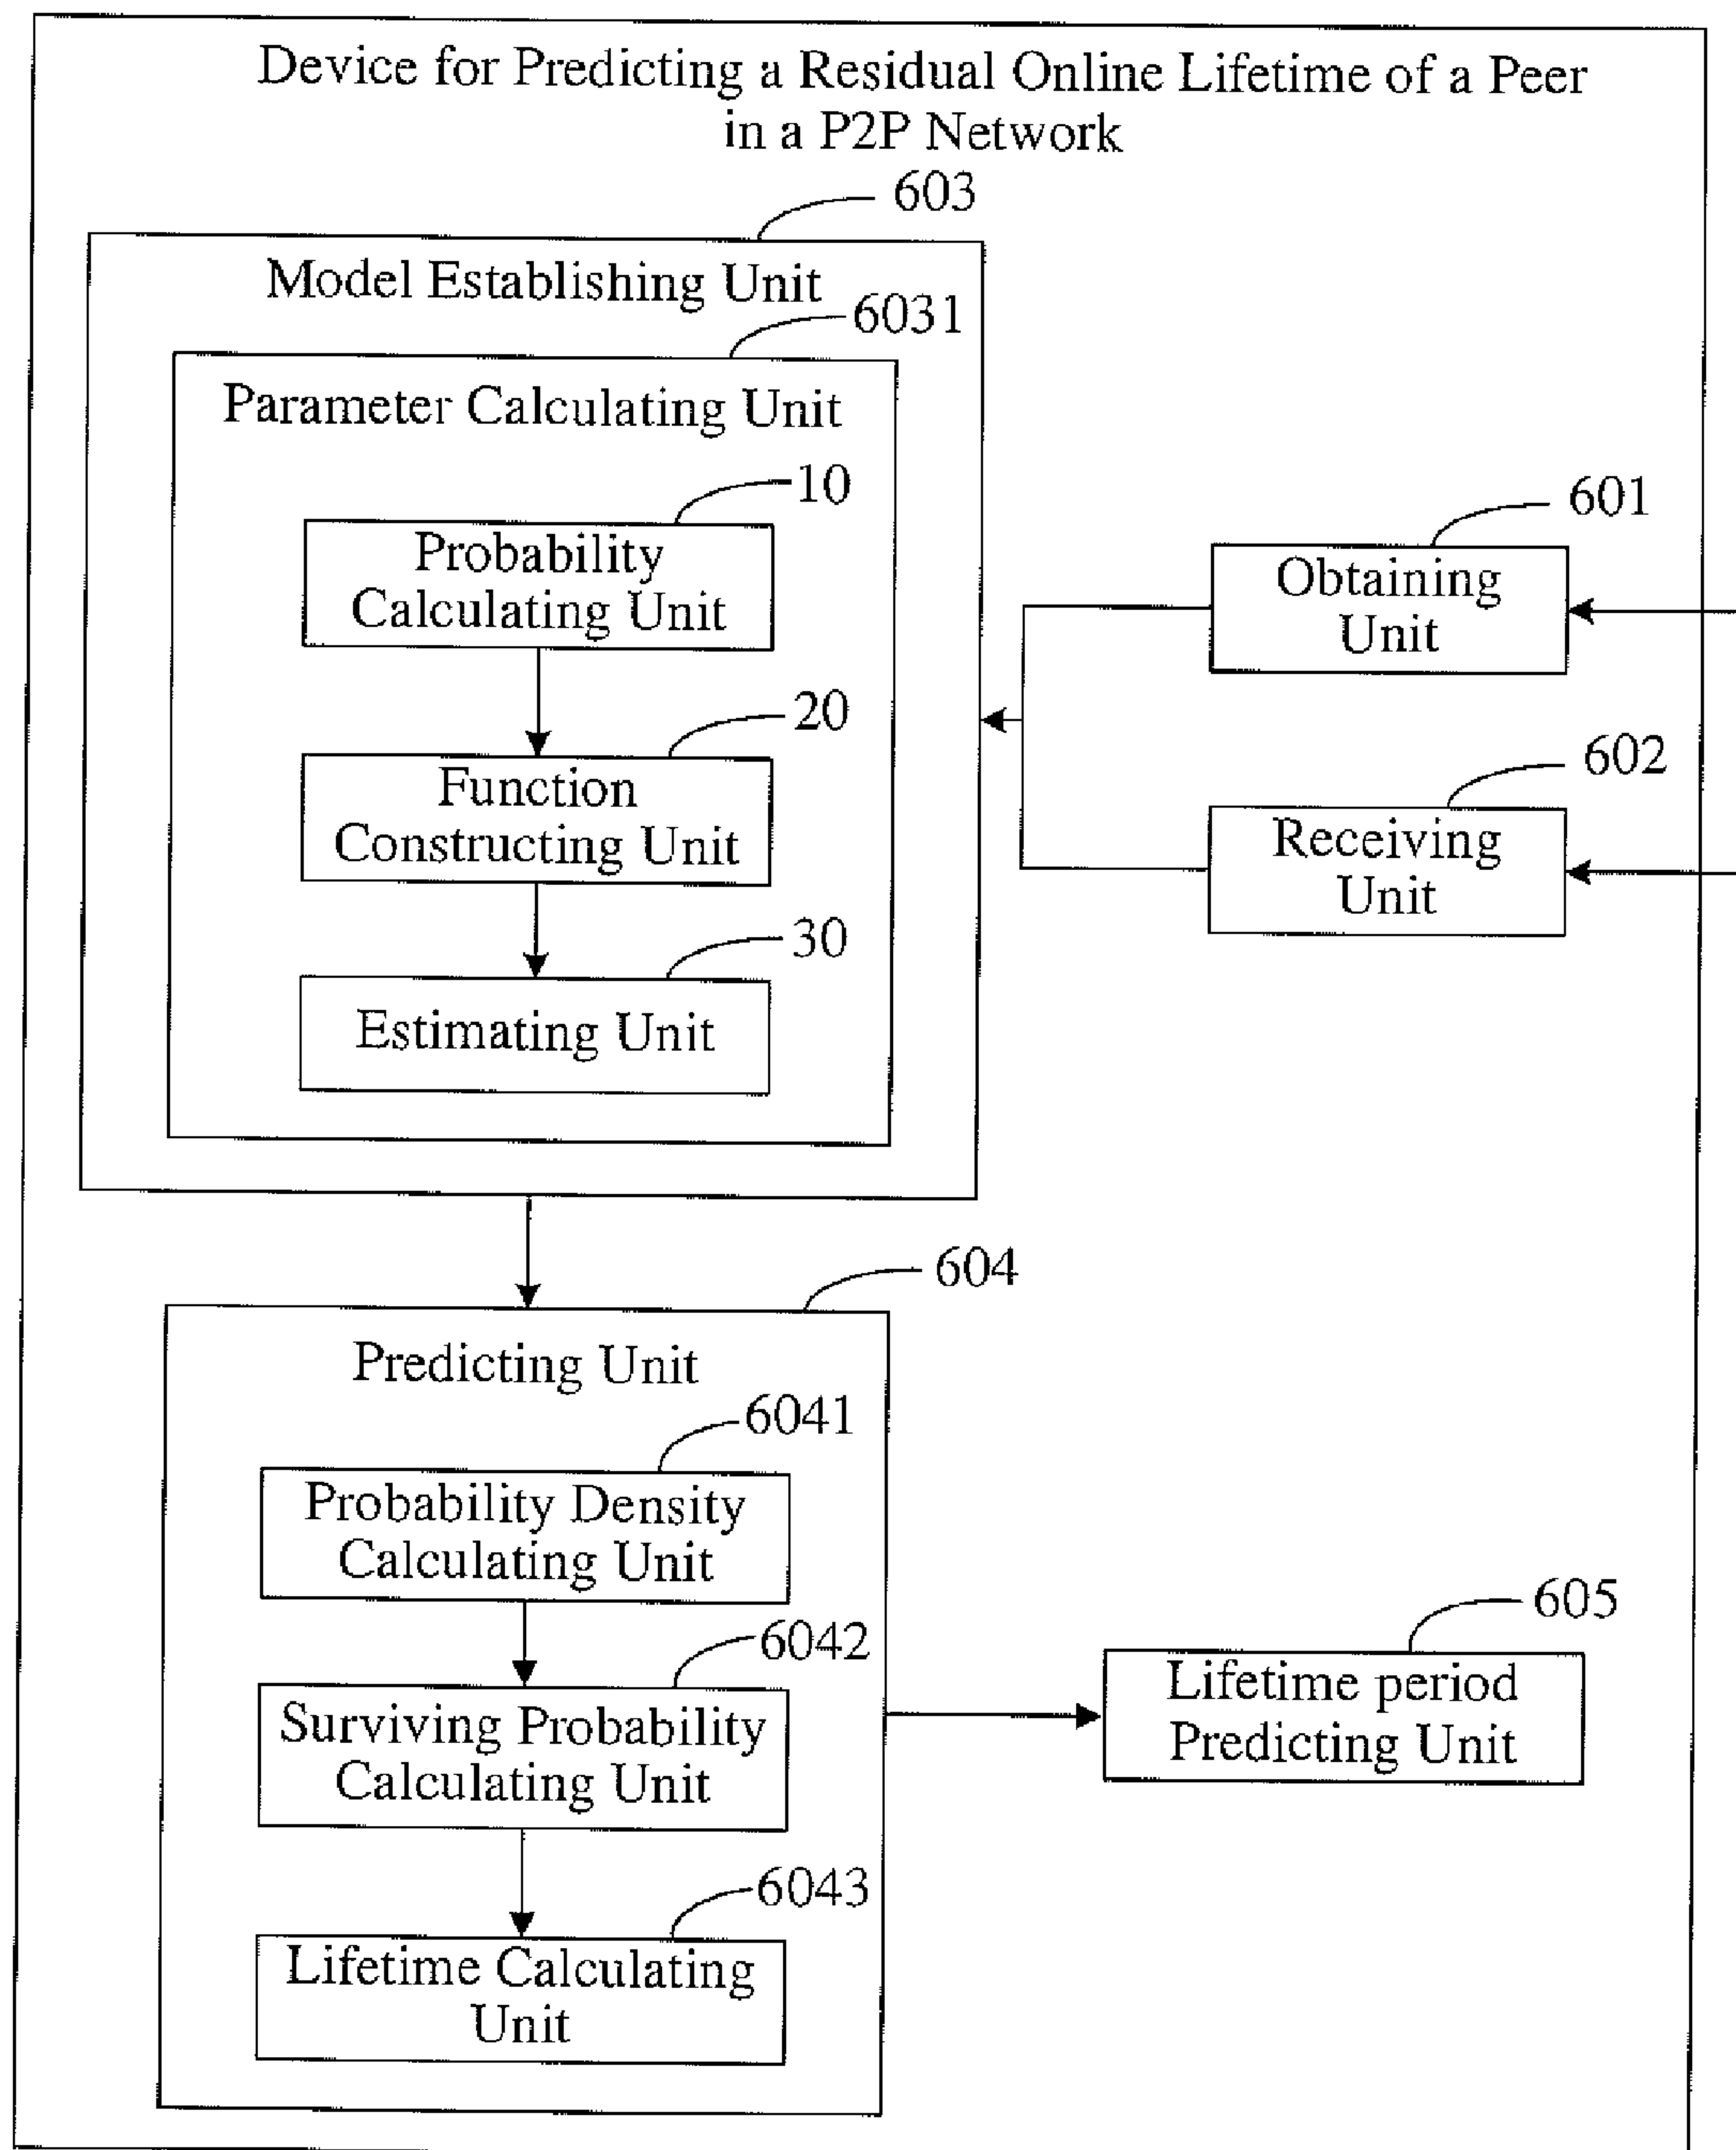 Device for Predicting a Residual Online Lifetime of a Peer
in a P2P Network
603
Model Establishing Unit
6031
Parameter Calculating Unit
10
Probability
Calculating Unit
20
Function
Constructing Unit
30
Estimating Unit
601
Obtaining
Unit
602
Receiving
Unit
604
Predicting Unit
6041
Probability Density
Calculating Unit
6042
Surviving Probability
Calculating Unit
6043
Lifetime Calculating
Unit
605
Lifetime period
Predicting Unit